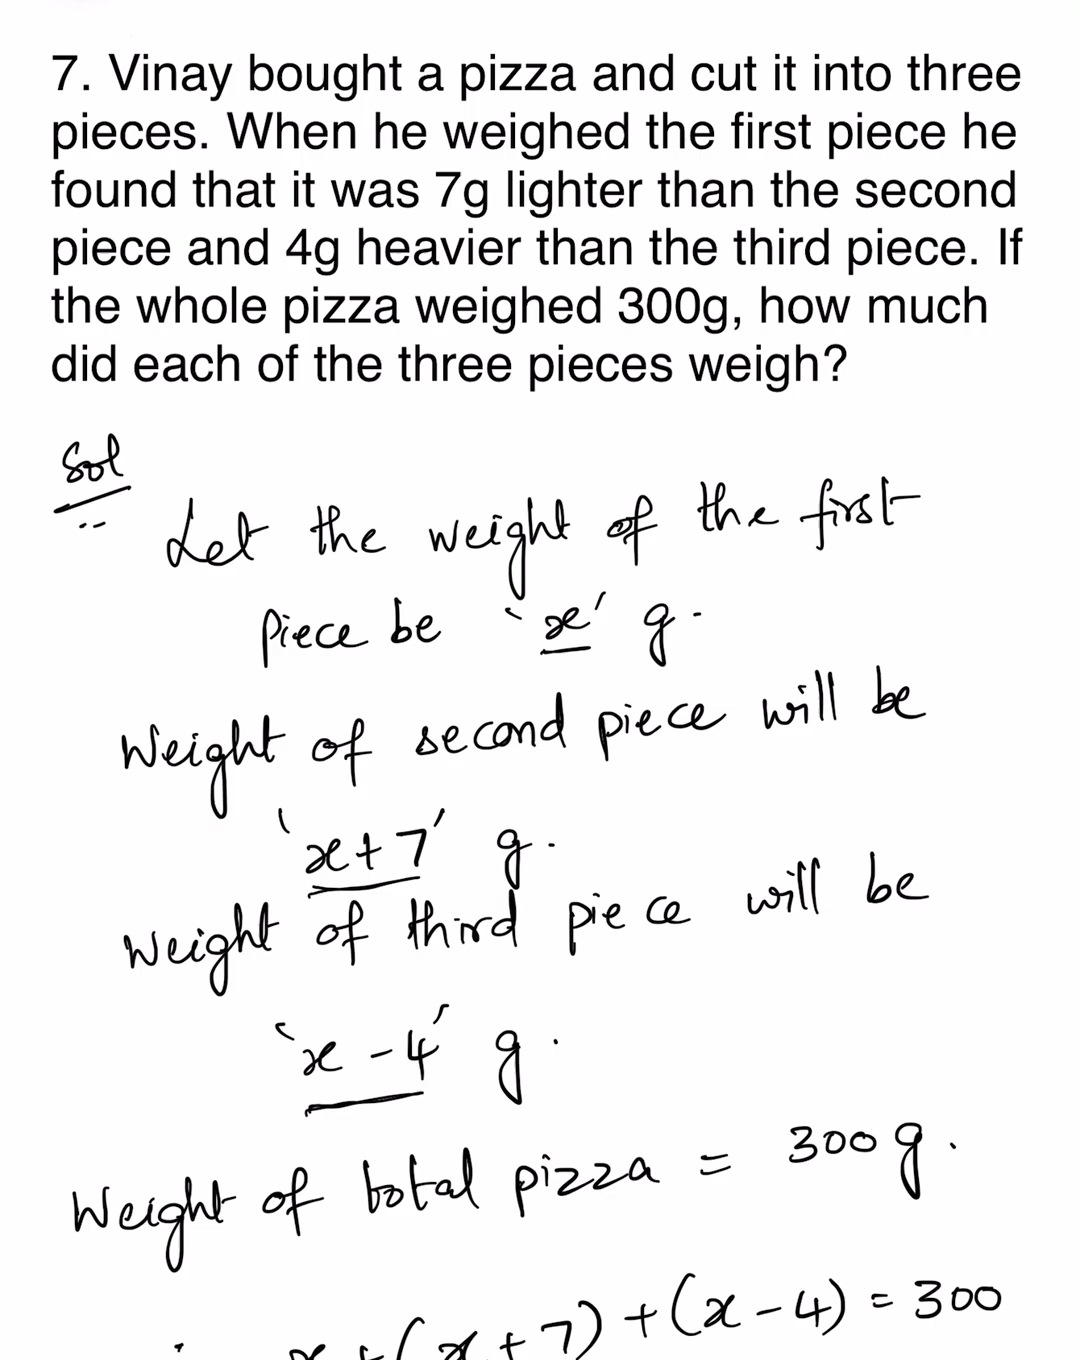 7. Vinay bought a pizza and cut it into three
pieces. When he weighed the first piece he
found that it was 7g lighter than the second
piece and 4g heavier than the third piece. If
the whole pizza weighed 300g, how much
did each of the three pieces weigh?
Sol
Let the weight of the first
Piece be 'x' g.
Weight of second piece will be
'x+7' g.
Weight of third piece will be
'x-4' g.
Weight of total pizza = 300g.
x+(x+7)+(x-4) = 300